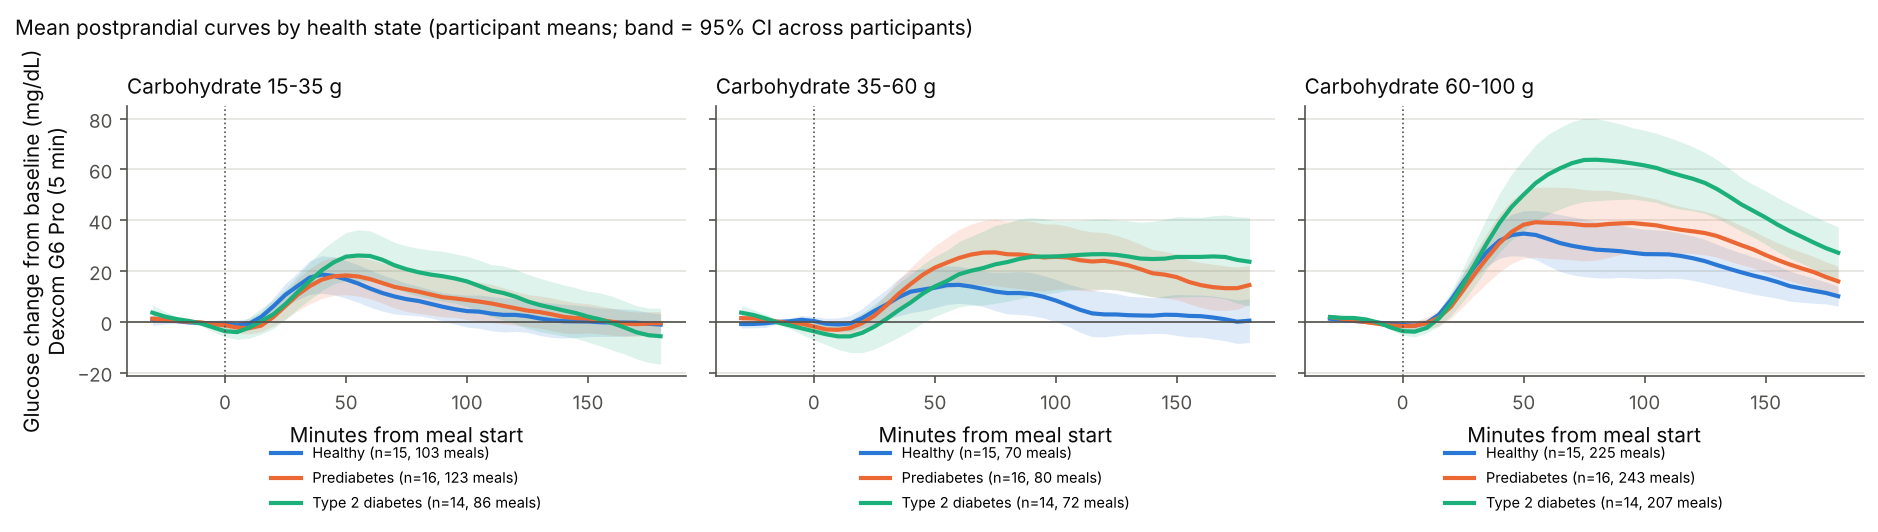 Mean postprandial curves by health state (participant means; band = 95% CI across participants)
Glucose change from baseline (mg/dL)
Dexcom G6 Pro (5 min)
Carbohydrate 15-35 g
80
60
40
20
0
−20
0
50
100
150
Minutes from meal start
Healthy (n=15, 103 meals)
Prediabetes (n=16, 123 meals)
Type 2 diabetes (n=14, 86 meals)
Carbohydrate 35-60 g
0
50
100
150
Minutes from meal start
Healthy (n=15, 70 meals)
Prediabetes (n=16, 80 meals)
Type 2 diabetes (n=14, 72 meals)
Carbohydrate 60-100 g
0
50
100
150
Minutes from meal start
Healthy (n=15, 225 meals)
Prediabetes (n=16, 243 meals)
Type 2 diabetes (n=14, 207 meals)